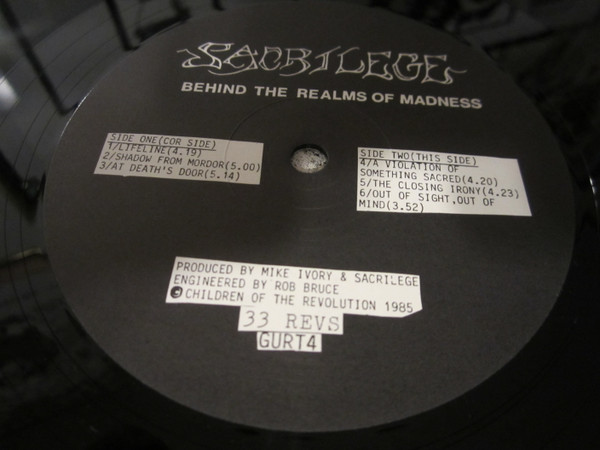 SACRILEGE
BEHIND THE REALMS OF MADNESS
SIDE ONE(COR SIDE)
1/LIFELINE(4.19)
2/SHADOW FROM MORDOR(5.00)
3/AT DEATH'S DOOR(5.14)
SIDE TWO(THIS SIDE)
4/A VIOLATION OF
SOMETHING SACRED(4.20)
5/THE CLOSING IRONY(4.23)
6/OUT OF SIGHT,OUT OF
MIND(3.52)
PRODUCED BY MIKE IVORY & SACRILEGE
ENGINEERED BY ROB BRUCE
℗ CHILDREN OF THE REVOLUTION 1985
33 REVS
GURT4